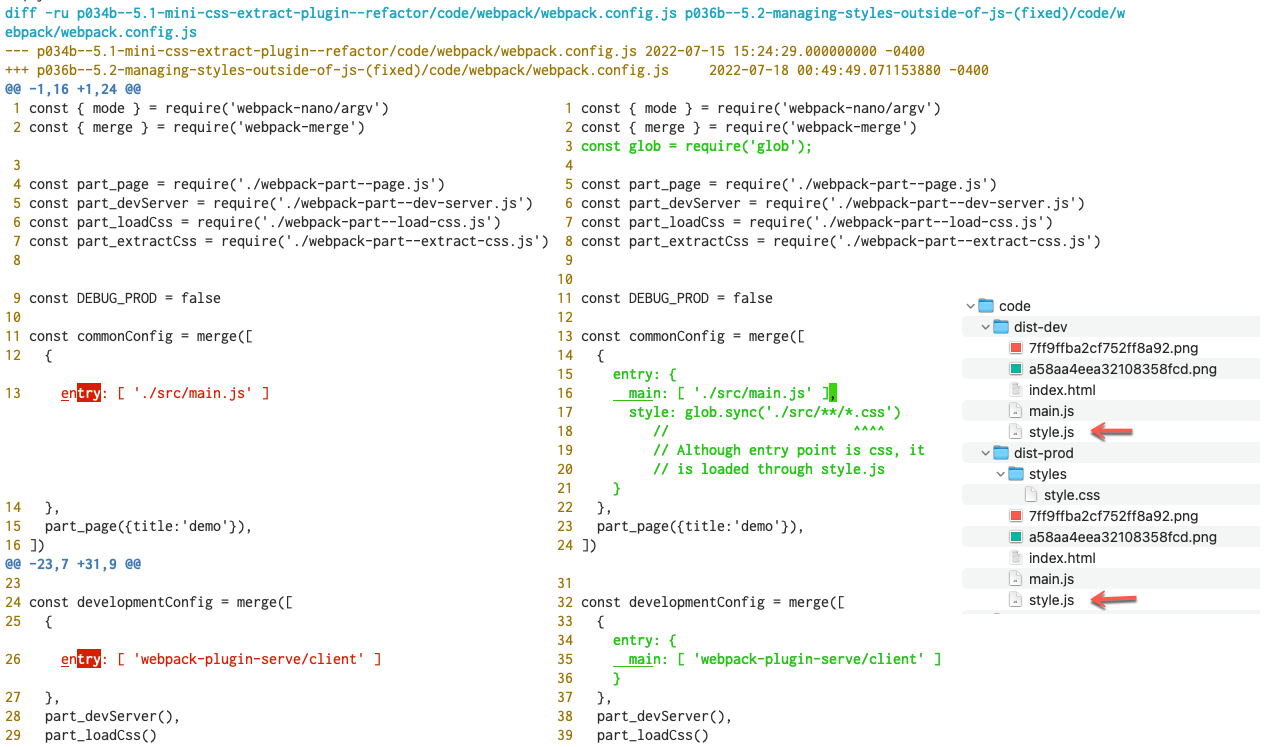 diff -ru p034b--5.1-mini-css-extract-plugin--refactor/code/webpack/webpack.config.js p036b--5.2-managing-styles-outside-of-js-(fixed)/code/w
ebpack/webpack.config.js
--- p034b--5.1-mini-css-extract-plugin--refactor/code/webpack/webpack.config.js 2022-07-15 15:24:29.000000000 -0400
+++ p036b--5.2-managing-styles-outside-of-js-(fixed)/code/webpack/webpack.config.js     2022-07-18 00:49:49.071153880 -0400
@@ -1,16 +1,24 @@
1 const { mode } = require('webpack-nano/argv')
2 const { merge } = require('webpack-merge')
3
4 const part_page = require('./webpack-part--page.js')
5 const part_devServer = require('./webpack-part--dev-server.js')
6 const part_loadCss = require('./webpack-part--load-css.js')
7 const part_extractCss = require('./webpack-part--extract-css.js')
8
9 const DEBUG_PROD = false
10
11 const commonConfig = merge([
12   {
13     entry: [ './src/main.js' ]
14   },
15   part_page({title:'demo'}),
16 ])
1 const { mode } = require('webpack-nano/argv')
2 const { merge } = require('webpack-merge')
3 const glob = require('glob');
4
5 const part_page = require('./webpack-part--page.js')
6 const part_devServer = require('./webpack-part--dev-server.js')
7 const part_loadCss = require('./webpack-part--load-css.js')
8 const part_extractCss = require('./webpack-part--extract-css.js')
9
10
11 const DEBUG_PROD = false
12
13 const commonConfig = merge([
14   {
15     entry: {
16       main: [ './src/main.js' ],
17       style: glob.sync('./src/**/*.css')
18          //                       ^^^^
19          // Although entry point is css, it
20          // is loaded through style.js
21     }
22   },
23   part_page({title:'demo'}),
24 ])
@@ -23,7 +31,9 @@
23
24 const developmentConfig = merge([
25   {
26     entry: [ 'webpack-plugin-serve/client' ]
27   },
28   part_devServer(),
29   part_loadCss()
31
32 const developmentConfig = merge([
33   {
34     entry: {
35       main: [ 'webpack-plugin-serve/client' ]
36     }
37   },
38   part_devServer(),
39   part_loadCss()
code
dist-dev
7ff9ffba2cf752ff8a92.png
a58aa4eea32108358fcd.png
index.html
main.js
style.js
dist-prod
styles
style.css
7ff9ffba2cf752ff8a92.png
a58aa4eea32108358fcd.png
index.html
main.js
style.js